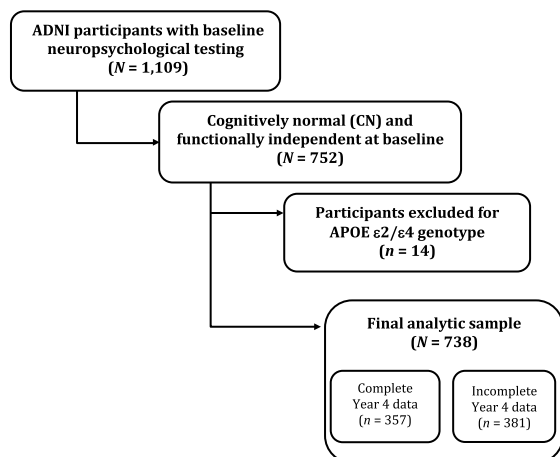 ADNI participants with baseline
neuropsychological testing
(N = 1,109)
Cognitively normal (CN) and
functionally independent at baseline
(N = 752)
Participants excluded for
APOE ε2/ε4 genotype
(n = 14)
Final analytic sample
(N = 738)
Complete
Year 4 data
(n = 357)
Incomplete
Year 4 data
(n = 381)